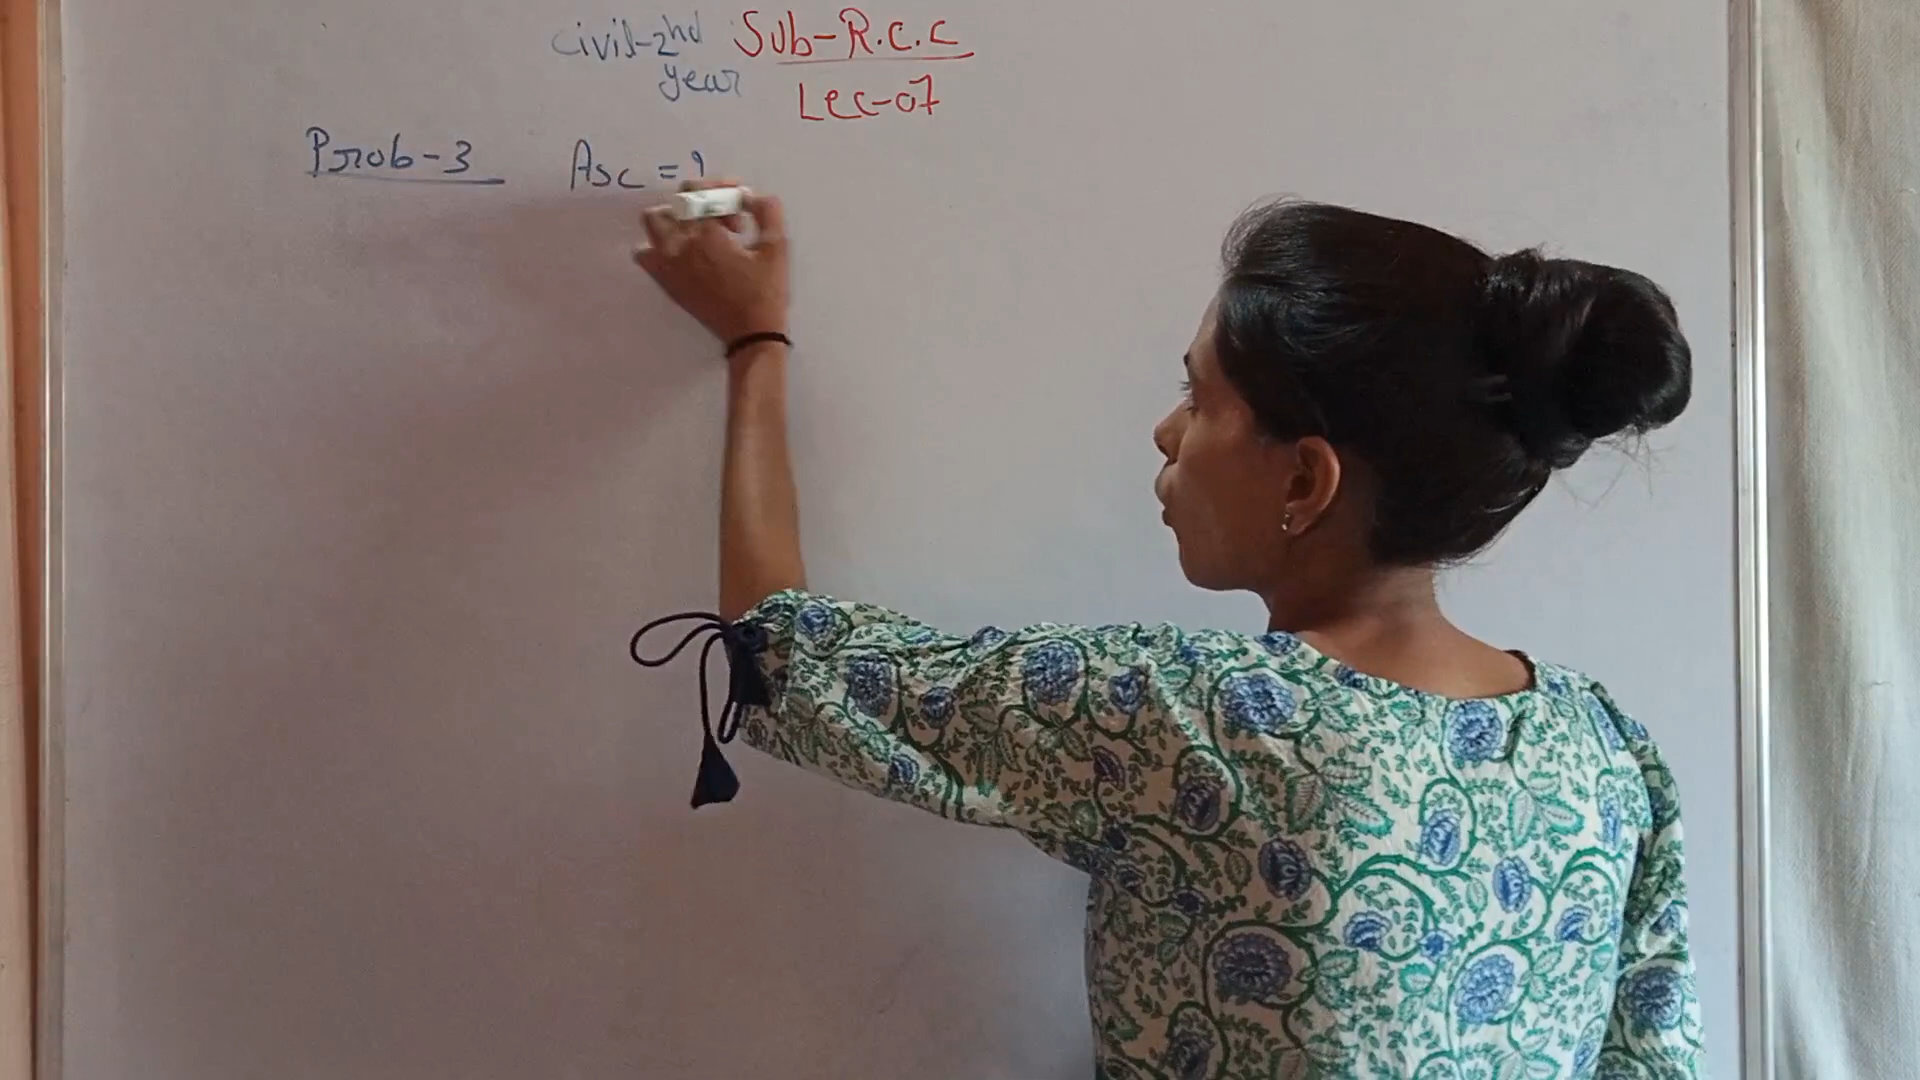 Civil-2nd year Sub-R.C.C
Lec-07
Prob-3 Asc = ?